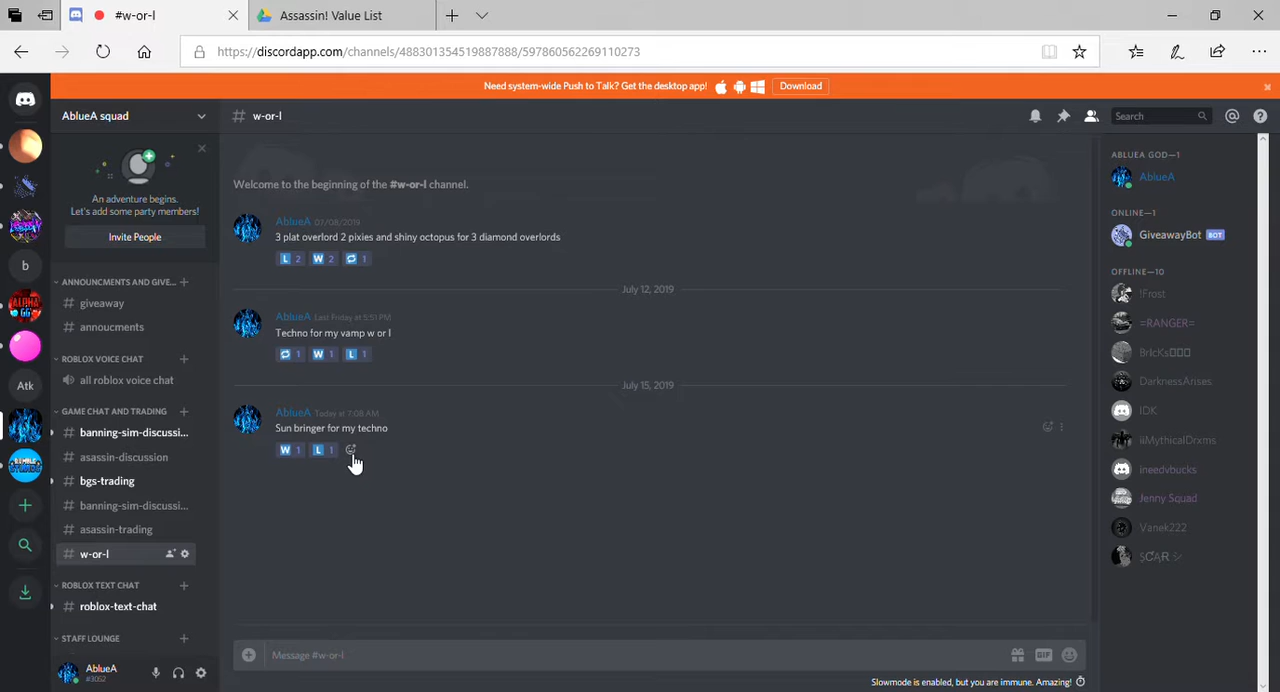 #w-or-l
Assassin! Value List
https://discordapp.com/channels/488301354519887888/597860562269110273
Need system-wide Push to Talk? Get the desktop app!
Download
AblueA squad
# w-or-l
Search
An adventure begins.
Let's add some party members!
Invite People
ANNOUNCMENTS AND GIVE...
# giveaway
# annoucments
ROBLOX VOICE CHAT
all roblox voice chat
GAME CHAT AND TRADING
# banning-sim-discussi...
# asassin-discussion
# bgs-trading
# banning-sim-discussi...
# asassin-trading
# w-or-l
ROBLOX TEXT CHAT
# roblox-text-chat
STAFF LOUNGE
AblueA
#3052
b
ALPHA
GG
Atk
Welcome to the beginning of the #w-or-l channel.
AblueA 07/08/2019
3 plat overlord 2 pixies and shiny octopus for 3 diamond overlords
L 2 W 2 1
July 12, 2019
AblueA Last Friday at 5:51 PM
Techno for my vamp w or l
1 W 1 L 1
July 15, 2019
AblueA Today at 7:08 AM
Sun bringer for my techno
W 1 L 1
Message #w-or-l
GIF
Slowmode is enabled, but you are immune. Amazing!
ABLUEA GOD—1
AblueA
ONLINE—1
GiveawayBot BOT
OFFLINE—10
!Frost
=RANGER=
DarknessArises
IDK
iiMythicalDrxms
ineedvbucks
Jenny Squad
Vanek222